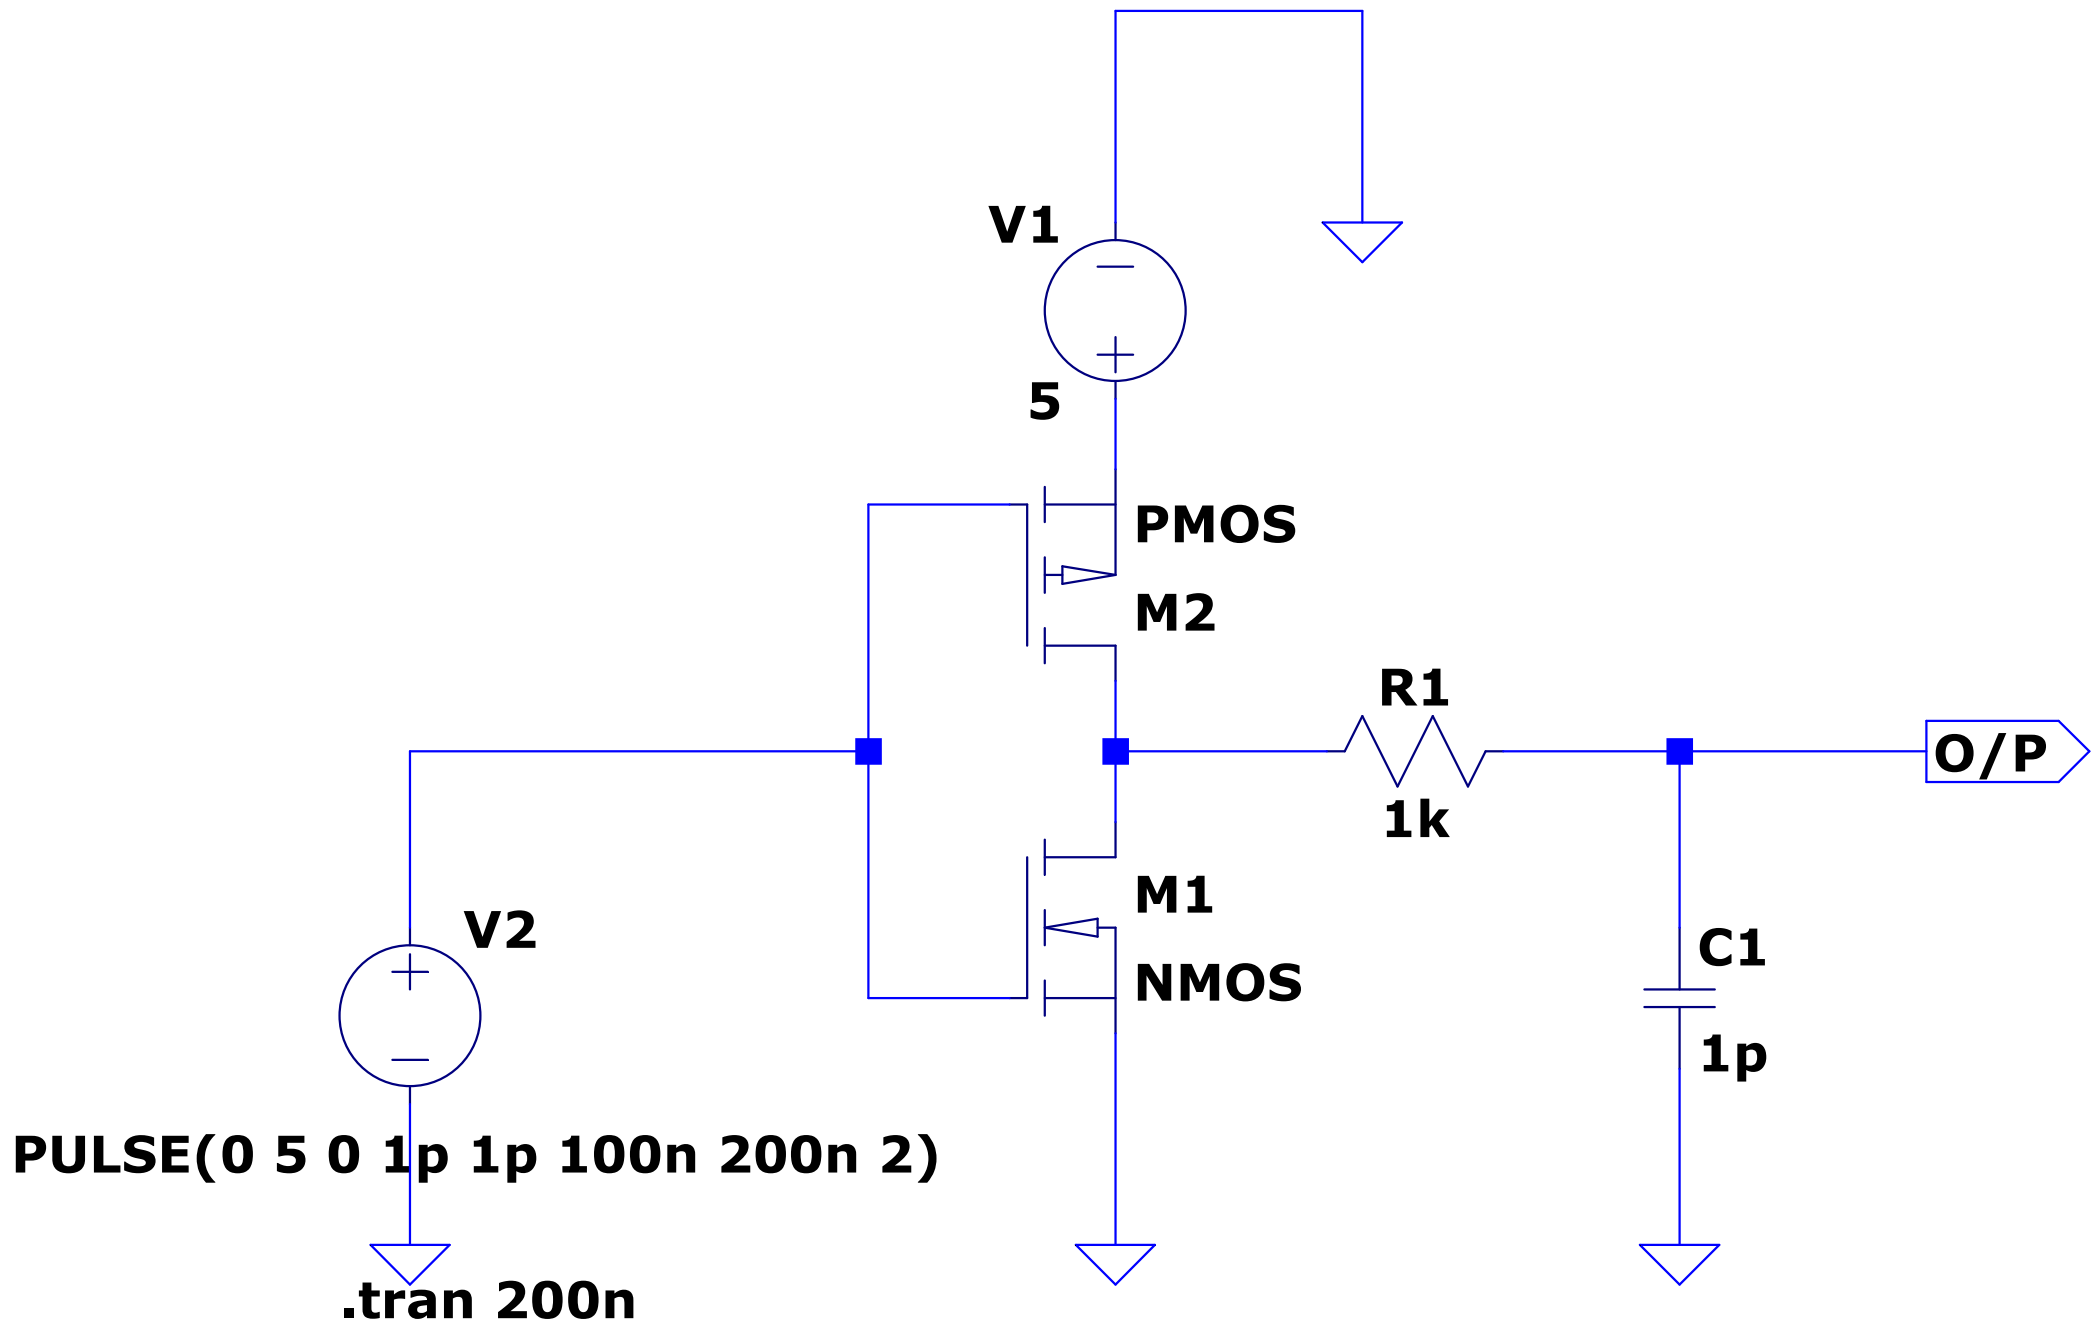 V1
5
PMOS
M2
R1
1k
O/P
M1
NMOS
V2
C1
1p
PULSE(0 5 0 1p 1p 100n 200n 2)
.tran 200n